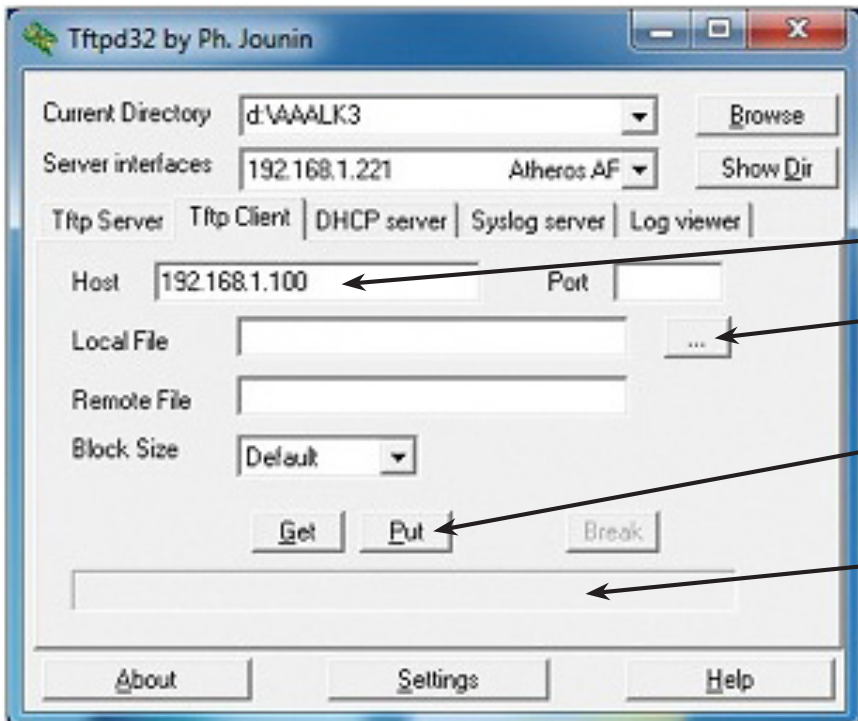 Tftpd32 by Ph. Jounin
Current Directory d:\AAALK3 Browse
Server interfaces 192.168.1.221 Atheros AF Show Dir
Tftp Server Tftp Client DHCP server Syslog server Log viewer
Host 192.168.1.100 Port
Local File ...
Remote File
Block Size Default
Get Put Break
About Settings Help